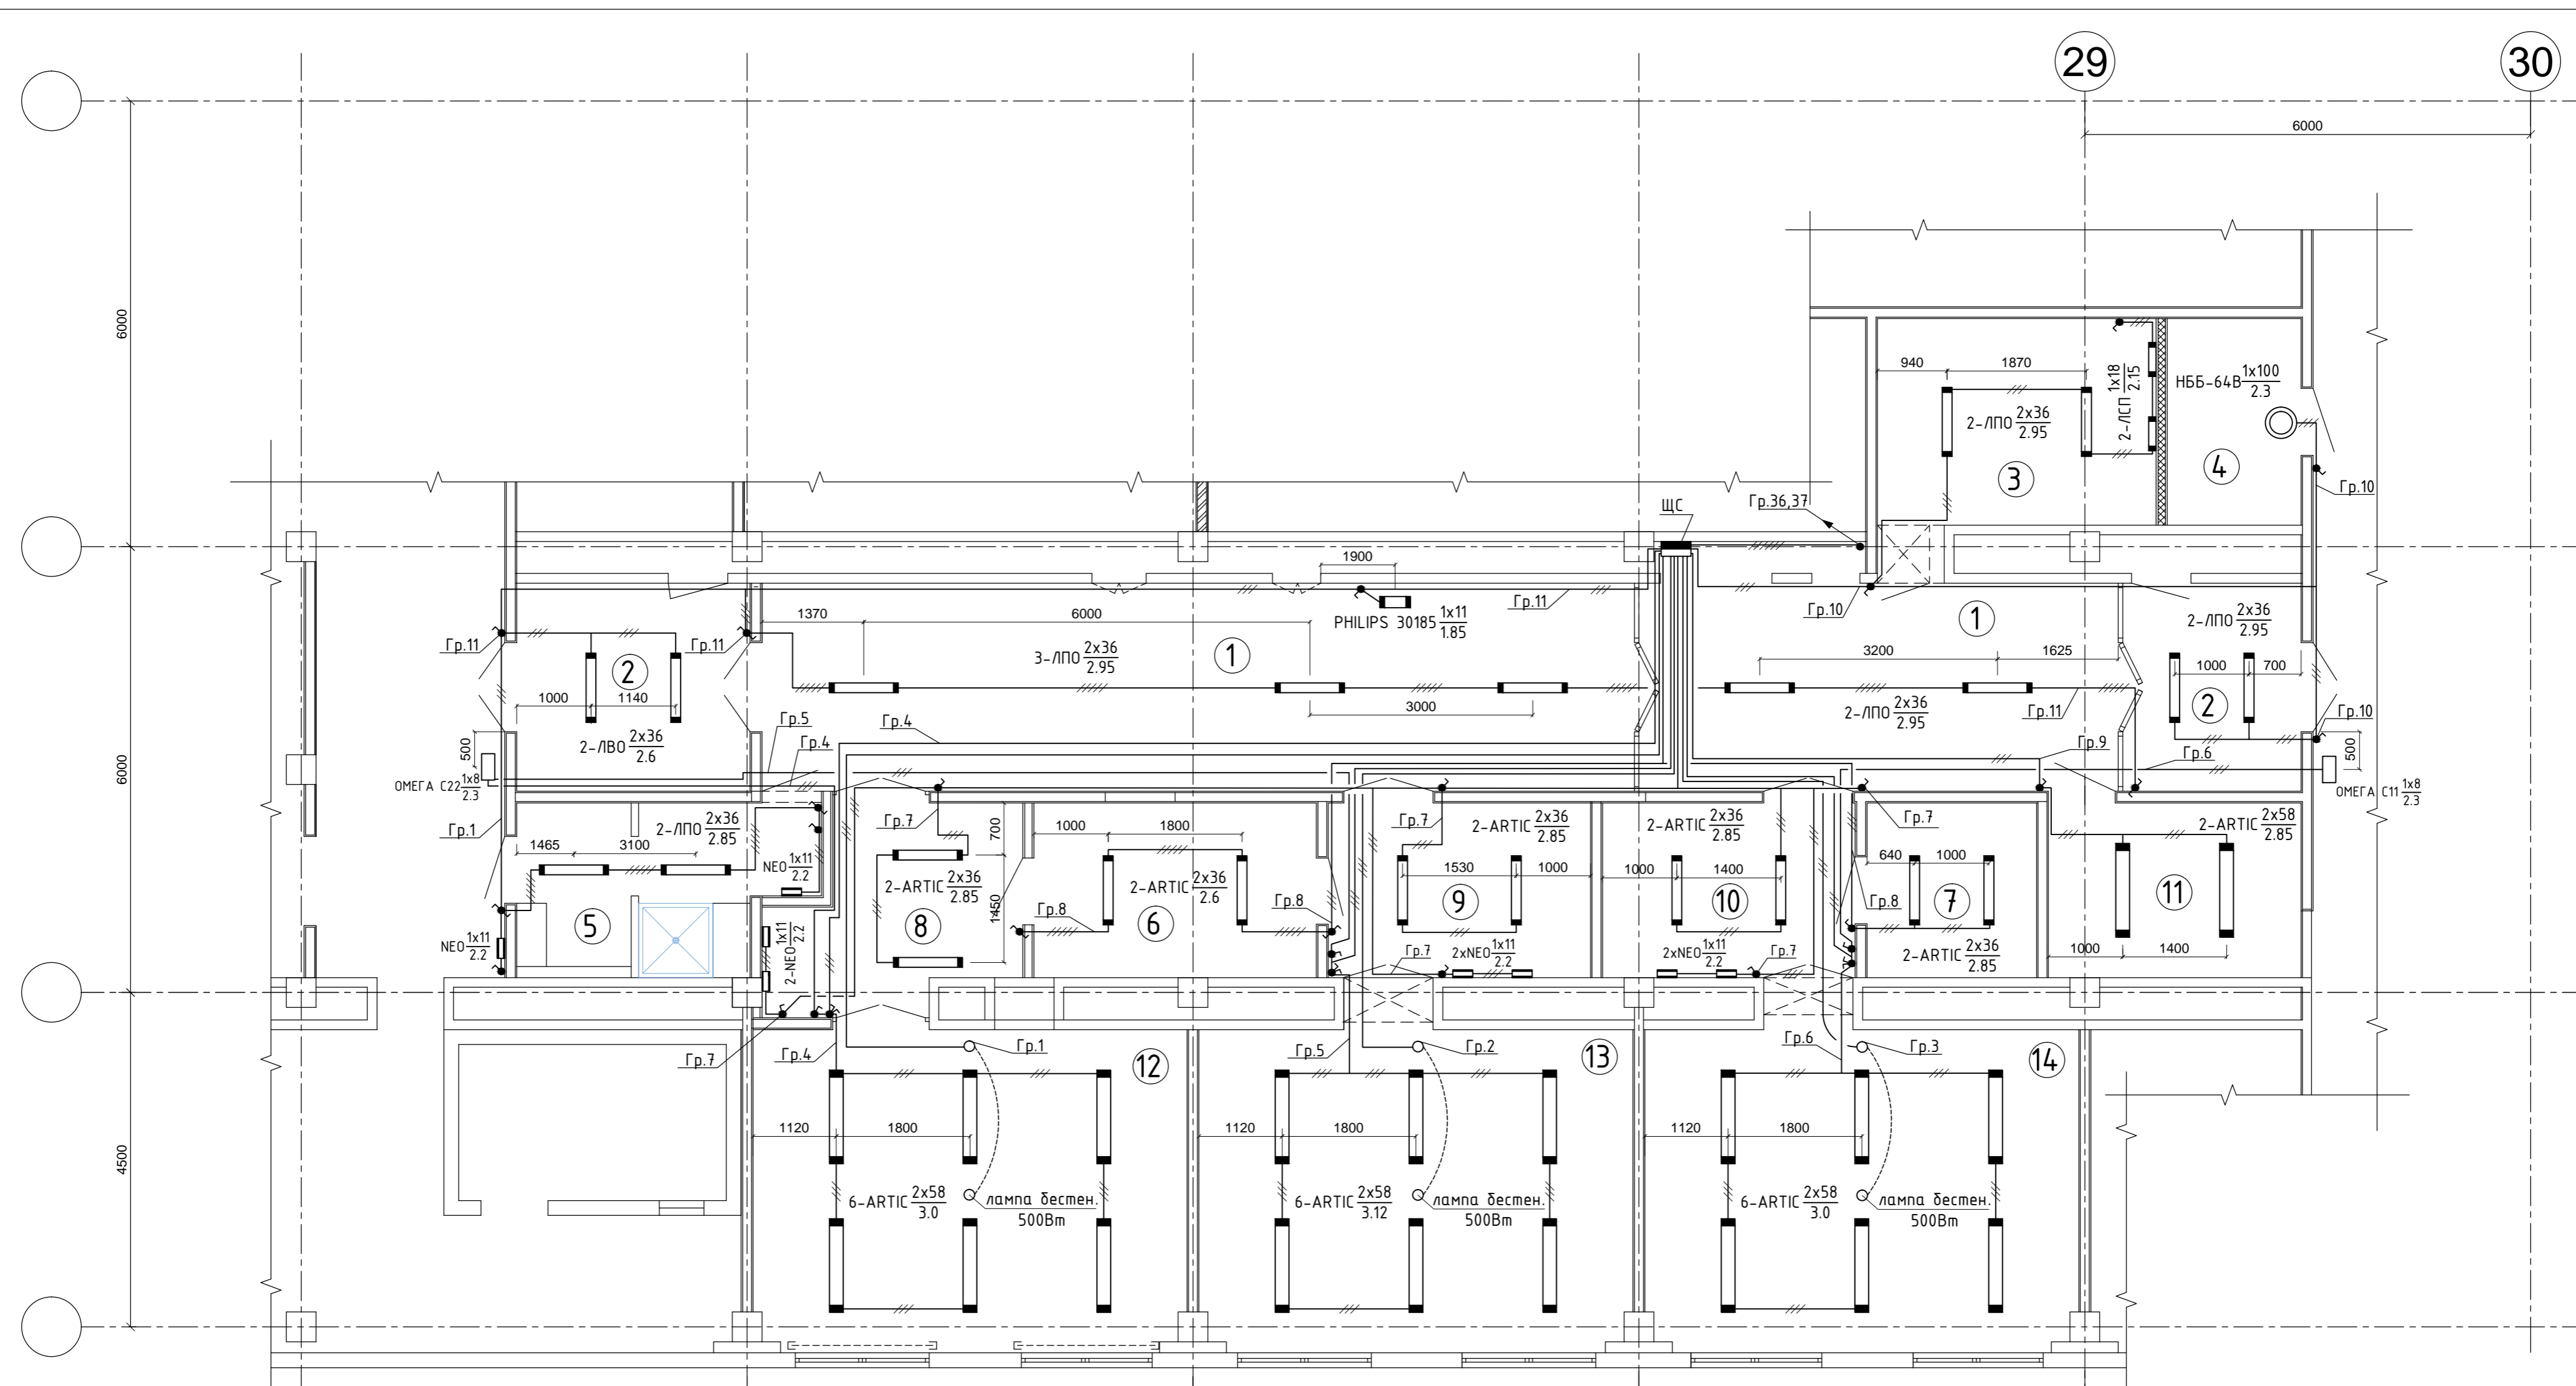 29
30
6000
6000
940
1870
1x18
2.15
2-ЛСП
НББ-64В 1x100
2.3
2-ЛПО 2x36
2.95
3
4
Гр.10
ЩС
Гр.36,37
1900
Гр.11
PHILIPS 30185 1x11
1.85
Гр.10
1
2-ЛПО 2x36
2.95
1370
6000
Гр.11
Гр.11
2
3-ЛПО 2x36
2.95
1
3200
1625
1000
700
1000
1140
3000
2-ЛПО 2x36
2.95
Гр.11
2
Гр.10
6000
500
2-ЛВО 2x36
2.6
Гр.5
Гр.4
Гр.4
Гр.9
Гр.6
500
ОМЕГА С22 1x8
2.3
ОМЕГА С11 1x8
2.3
Гр.1
2-ЛПО 2x36
2.85
1465
3100
NEO 1x11
2.2
Гр.7
700
1000
1800
Гр.7
2-ARTIC 2x36
2.85
2-ARTIC 2x36
2.85
Гр.7
2-ARTIC 2x58
2.85
1530
1000
1000
1400
640
1000
2-ARTIC 2x36
2.85
1450
2-ARTIC 2x36
2.6
5
8
6
9
10
7
11
Гр.8
Гр.8
Гр.8
NEO 1x11
2.2
2-NEO 1x11
2.2
Гр.7
2xNEO 1x11
2.2
2xNEO 1x11
2.2
Гр.7
2-ARTIC 2x36
2.85
1000
1400
Гр.7
Гр.4
Гр.1
12
Гр.5
Гр.2
13
Гр.6
Гр.3
14
4500
1120
1800
1120
1800
1120
1800
6-ARTIC 2x58
3.0
лампа бестен.
500Вт
6-ARTIC 2x58
3.12
лампа бестен.
500Вт
6-ARTIC 2x58
3.0
лампа бестен.
500Вт